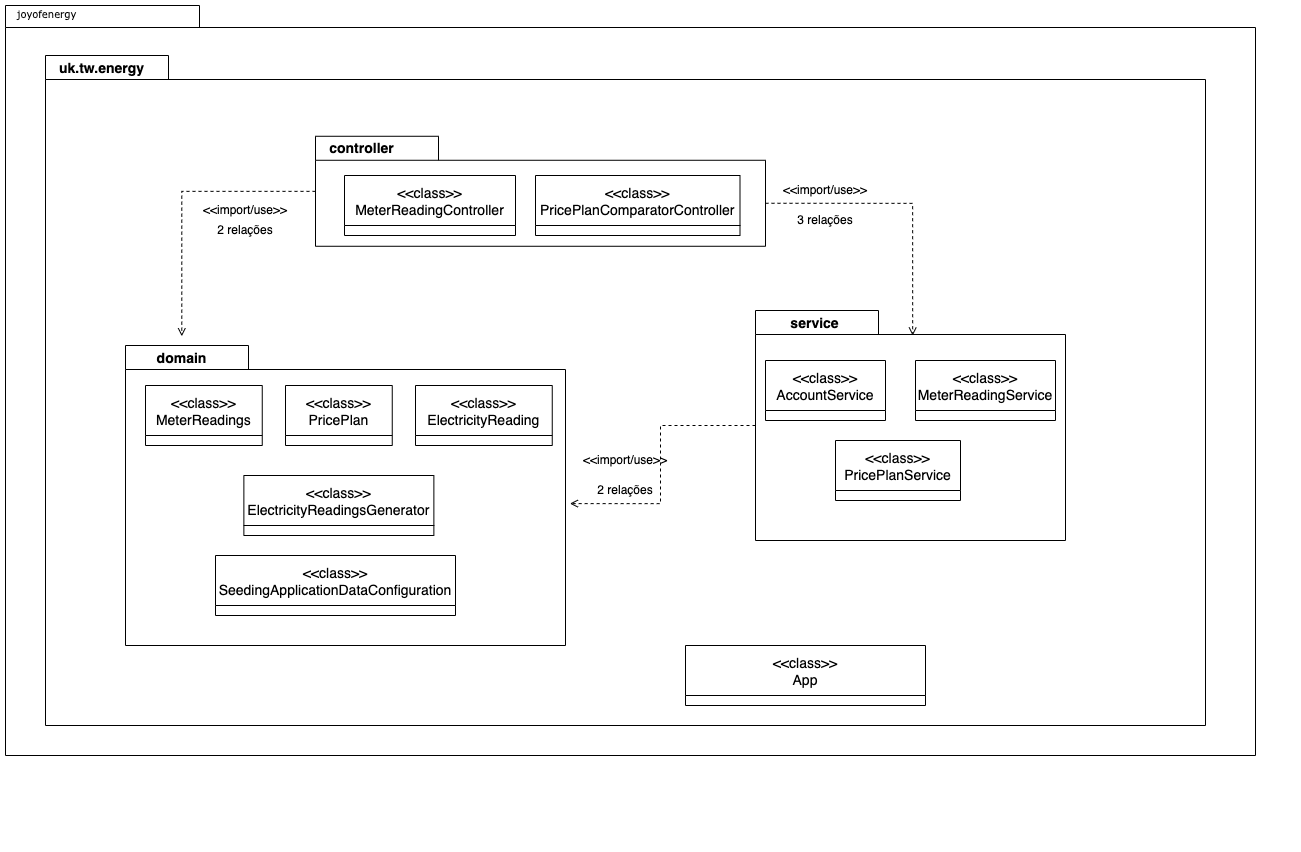 joyofenergy
uk.tw.energy
controller
<<class>>
MeterReadingController
<<class>>
PricePlanComparatorController
<<import/use>>
2 relações
<<import/use>>
3 relações
domain
<<class>>
MeterReadings
<<class>>
PricePlan
<<class>>
ElectricityReading
<<class>>
ElectricityReadingsGenerator
<<class>>
SeedingApplicationDataConfiguration
<<import/use>>
2 relações
service
<<class>>
AccountService
<<class>>
MeterReadingService
<<class>>
PricePlanService
<<class>>
App